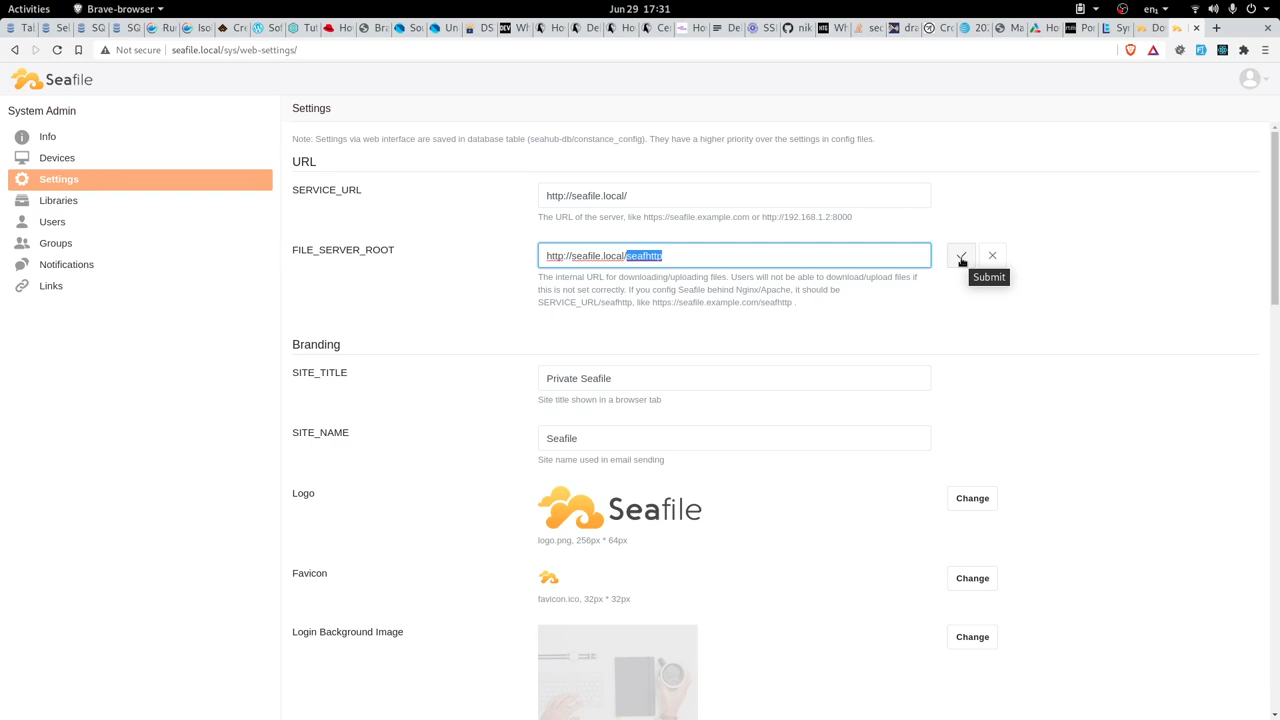 Activities
Brave-browser
Jun 29 17:31
en1
Not secure
seafile.local/sys/web-settings/
Seafile
System Admin
Info
Devices
Settings
Libraries
Users
Groups
Notifications
Links
Settings
Note: Settings via web interface are saved in database table (seahub-db/constance_config). They have a higher priority over the settings in config files.
URL
SERVICE_URL
http://seafile.local/
The URL of the server, like https://seafile.example.com or http://192.168.1.2:8000
FILE_SERVER_ROOT
http://seafile.local/seafhttp
Submit
The internal URL for downloading/uploading files. Users will not be able to download/upload files if
this is not set correctly. If you config Seafile behind Nginx/Apache, it should be
SERVICE_URL/seafhttp, like https://seafile.example.com/seafhttp .
Branding
SITE_TITLE
Private Seafile
Site title shown in a browser tab
SITE_NAME
Seafile
Site name used in email sending
Logo
Seafile
Change
logo.png, 256px * 64px
Favicon
Change
favicon.ico, 32px * 32px
Login Background Image
Change